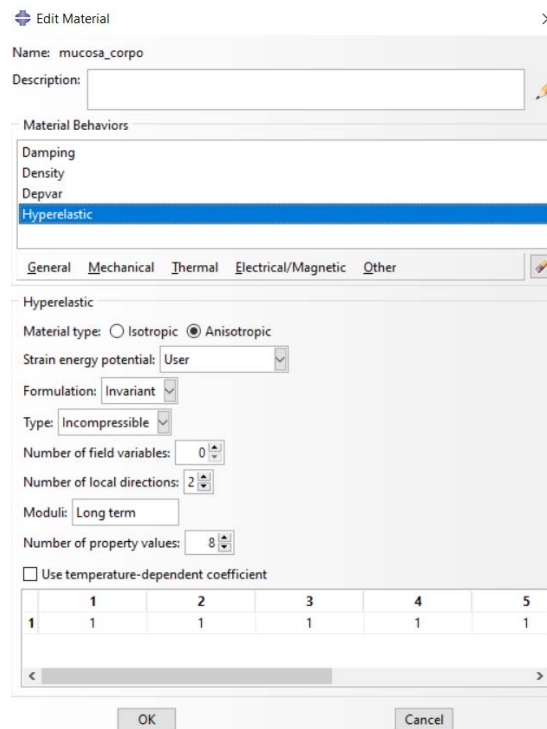 Edit Material
Name: mucosa_corpo
Description:
Material Behaviors
Damping
Density
Depvar
Hyperelastic
General Mechanical Thermal Electrical/Magnetic Other
Hyperelastic
Material type: Isotropic Anisotropic
Strain energy potential: User
Formulation: Invariant
Type: Incompressible
Number of field variables: 0
Number of local directions: 2
Moduli: Long term
Number of property values: 8
Use temperature-dependent coefficient
1 2 3 4 5
1 1 1 1 1 1
OK Cancel